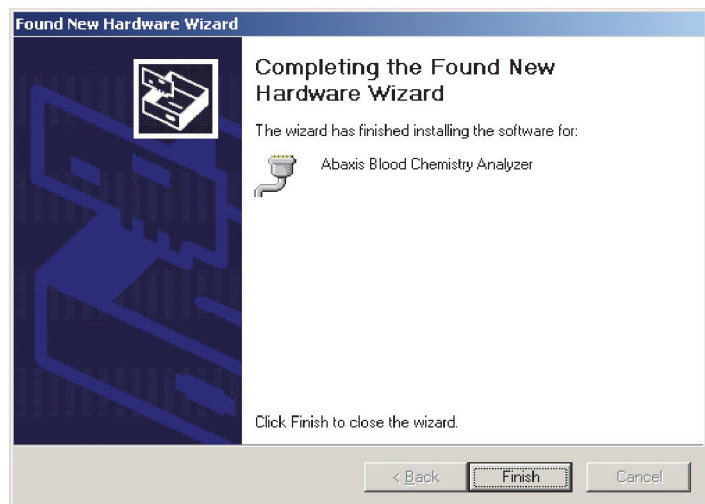 Found New Hardware Wizard
Completing the Found New
Hardware Wizard
The wizard has finished installing the software for:
Abaxis Blood Chemistry Analyzer
Click Finish to close the wizard.
< Back
Finish
Cancel